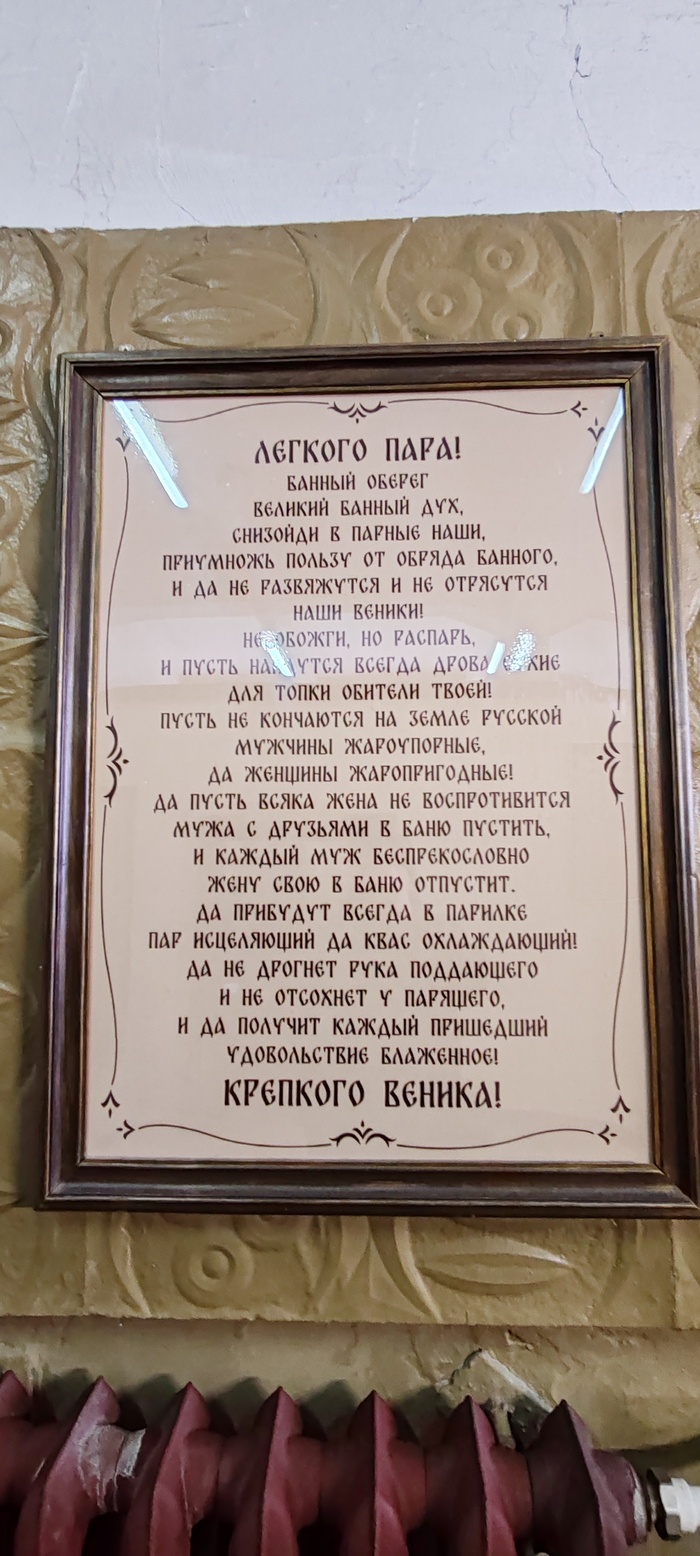 ЛЕГКОГО ПАРА!
БАННЫЙ ОБЕРЕГ
ВЕЛИКИЙ БАННЫЙ ДУХ,
СНИЗОЙДИ В ПАРНЫЕ НАШИ,
ПРИУМНОЖЬ ПОЛЬЗУ ОТ ОБРЯДА БАННОГО,
И ДА НЕ РАЗВЯЖУТСЯ И НЕ ОТРЯСУТСЯ
НАШИ ВЕНИКИ!
НЕ ОБОЖГИ, НО РАСПАРЬ,
И ПУСТЬ НАЙДУТСЯ ВСЕГДА ДРОВА
ДЛЯ ТОПКИ ОБИТЕЛИ ТВОЕЙ!
ПУСТЬ НЕ КОНЧАЮТСЯ НА ЗЕМЛЕ РУССКОЙ
МУЖЧИНЫ ЖАРОУПОРНЫЕ,
ДА ЖЕНЩИНЫ ЖАРОПРИГОДНЫЕ!
ДА ПУСТЬ ВСЯКА ЖЕНА НЕ ВОСПРОТИВИТСЯ
МУЖА С ДРУЗЬЯМИ В БАНЮ ПУСТИТЬ,
И КАЖДЫЙ МУЖ БЕСПРЕКОСЛОВНО
ЖЕНУ СВОЮ В БАНЮ ОТПУСТИТ.
ДА ПРИБУДУТ ВСЕГДА В ПАРИЛКЕ
ПАР ИСЦЕЛЯЮЩИЙ ДА КВАС ОХЛАЖДАЮЩИЙ!
ДА НЕ ДРОГНЕТ РУКА ПОДДАЮЩЕГО
И НЕ ОТСОХНЕТ У ПАРЯЩЕГО,
И ДА ПОЛУЧИТ КАЖДЫЙ ПРИШЕДШИЙ
УДОВОЛЬСТВИЕ БЛАЖЕННОЕ!
КРЕПКОГО ВЕНИКА!